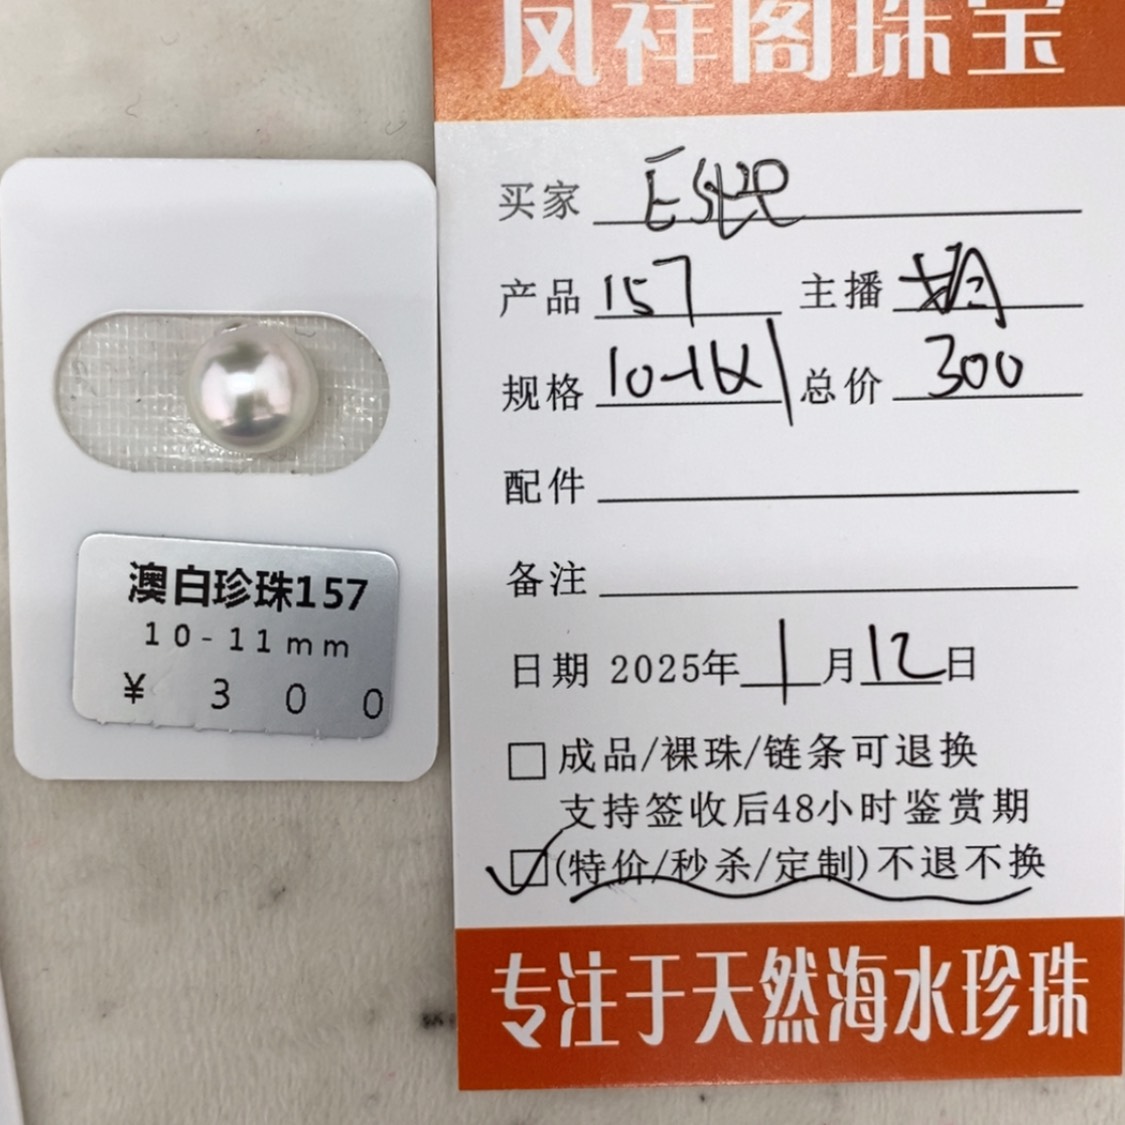 凤祥阁珠宝
买家
产品 157 主播
规格 10-11 总价 300
配件
备注
日期 2025年1月12日
□成品/裸珠/链条可退换
支持签收后48小时鉴赏期
☑(特价/秒杀/定制)不退不换
专注于天然海水珍珠
澳白珍珠157
10-11mm
¥ 300